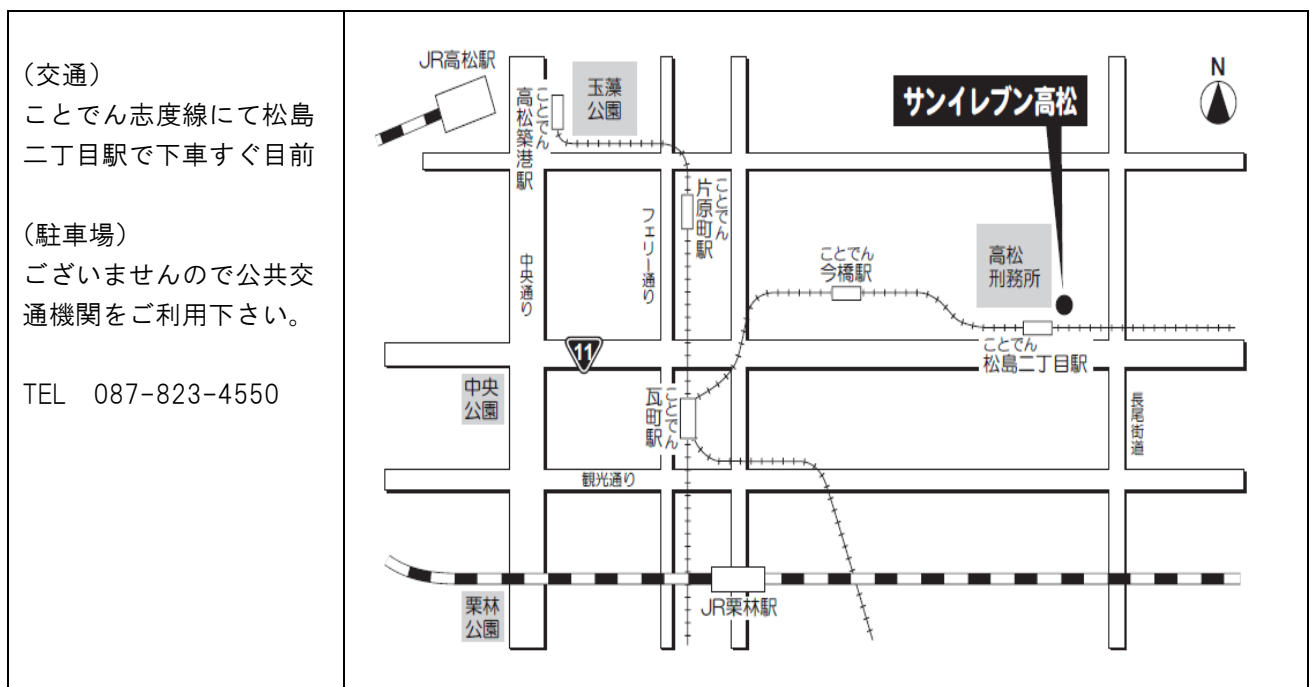 （交通）
ことでん志度線にて松島
二丁目駅で下車すぐ目前
（駐車場）
ございませんので公共交
通機関をご利用下さい。
TEL　087-823-4550
JR高松駅
玉藻
公園
ことでん
高松築港駅
サンイレブン高松
N
ことでん
片原町駅
フェリー通り
中央通り
ことでん
今橋駅
高松
刑務所
ことでん
松島二丁目駅
11
中央
公園
ことでん
瓦町駅
長尾街道
観光通り
栗林
公園
JR栗林駅